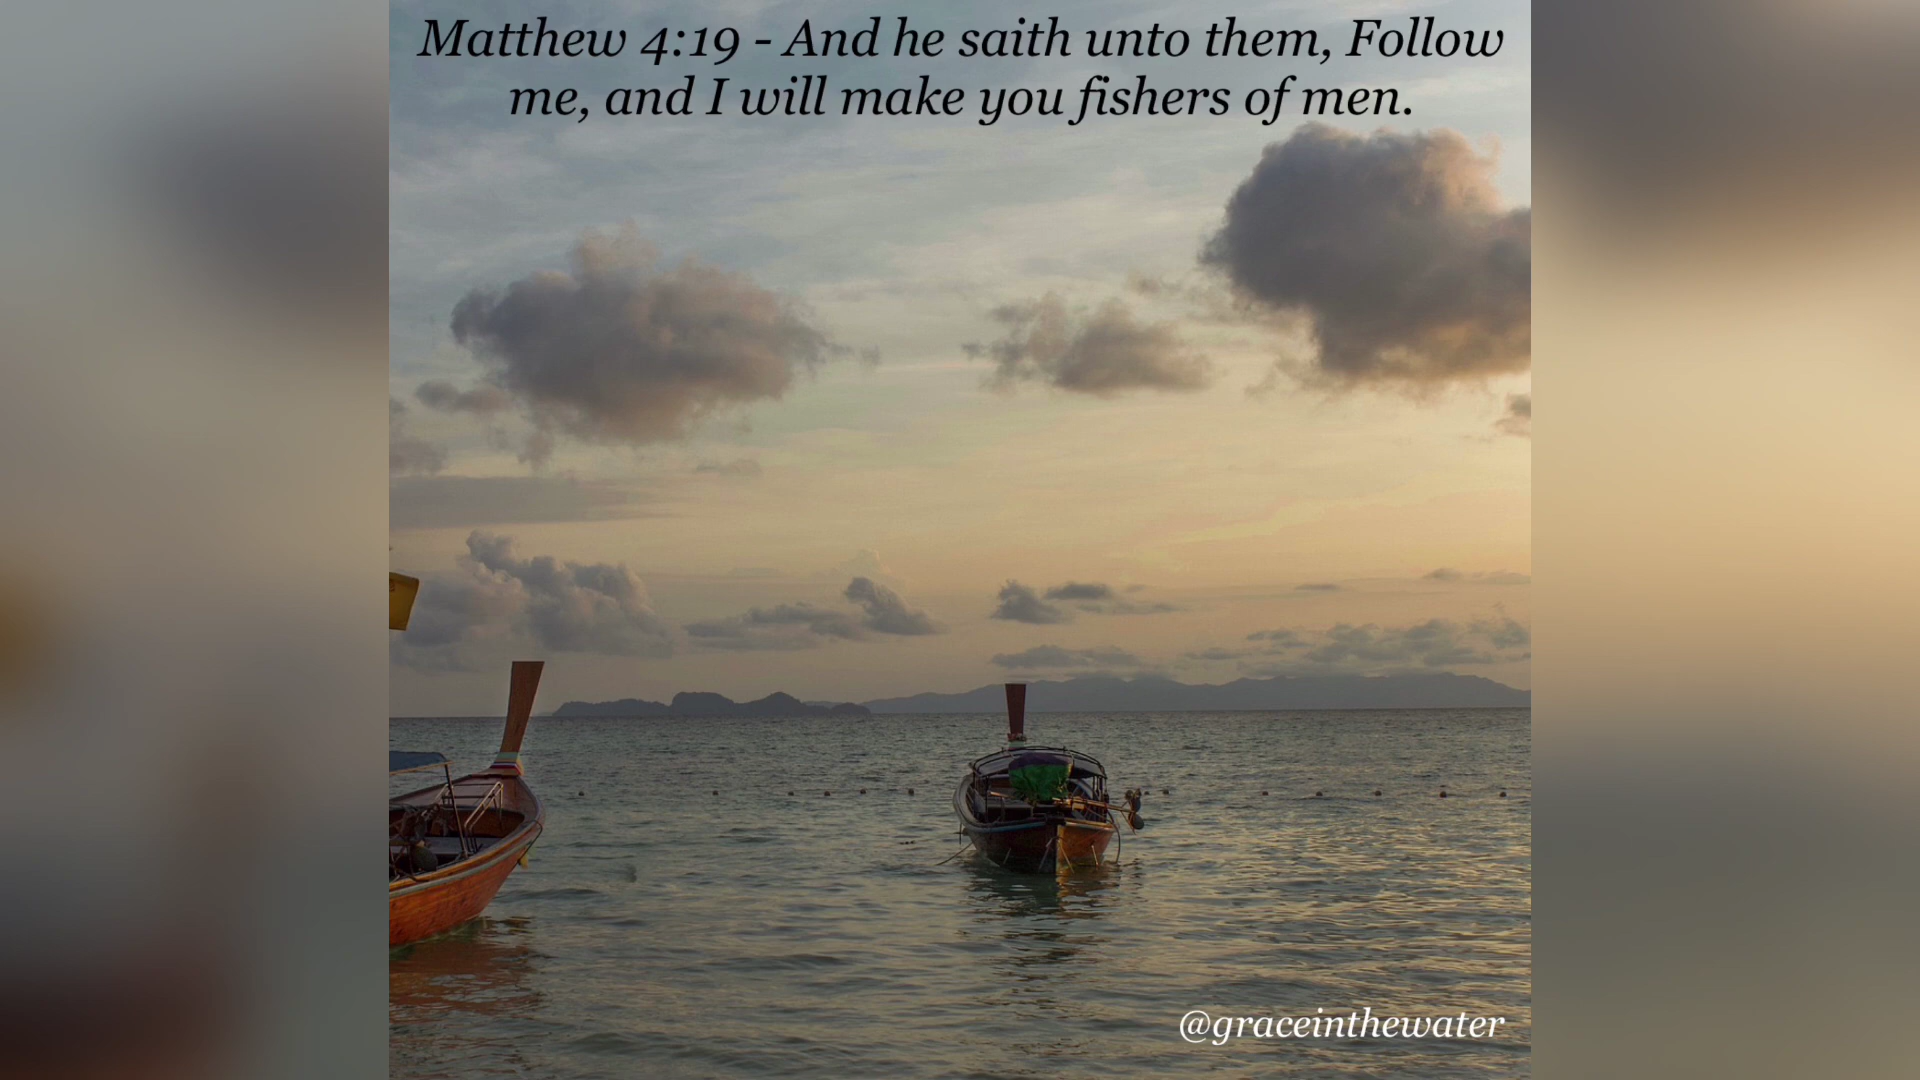 Matthew 4:19 - And he saith unto them, Follow
me, and I will make you fishers of men.
@graceinthewater